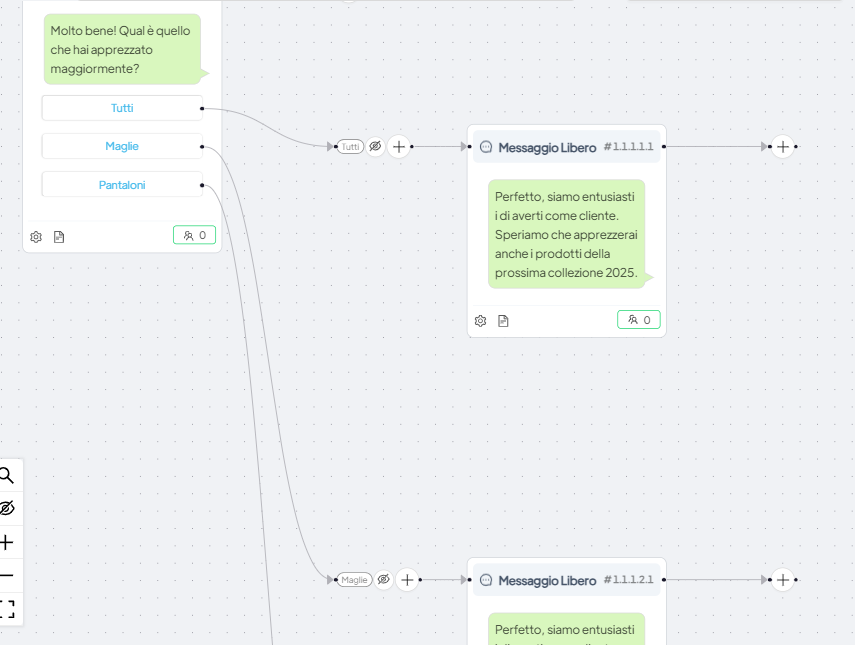 Molto bene! Qual è quello
che hai apprezzato
maggiormente?
Tutti
Maglie
Pantaloni
0
Tutti
Messaggio Libero #1.1.1.1.1
Perfetto, siamo entusiasti
i di averti come cliente.
Speriamo che apprezzerai
anche i prodotti della
prossima collezione 2025.
0
Maglie
Messaggio Libero #1.1.1.2.1
Perfetto, siamo entusiasti